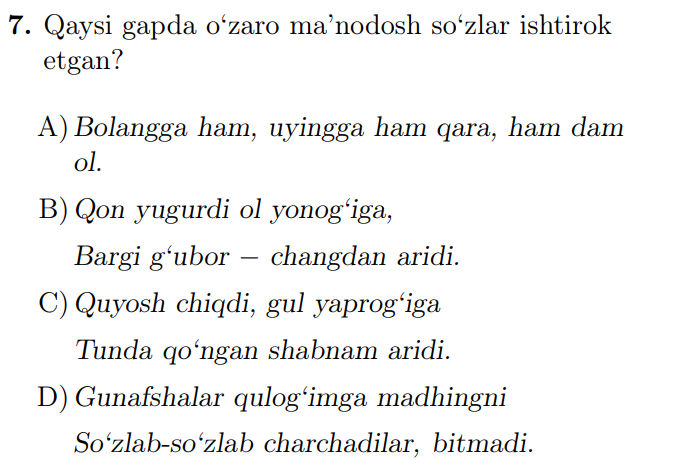 7. Qaysi gapda o‘zaro ma’nodosh so‘zlar ishtirok
etgan?
A) Bolangga ham, uyingga ham qara, ham dam
ol.
B) Qon yugurdi ol yonog‘iga,
Bargi g‘ubor – changdan aridi.
C) Quyosh chiqdi, gul yaprog‘iga
Tunda qo‘ngan shabnam aridi.
D) Gunafshalar qulog‘imga madhingni
So‘zlab-so‘zlab charchadilar, bitmadi.